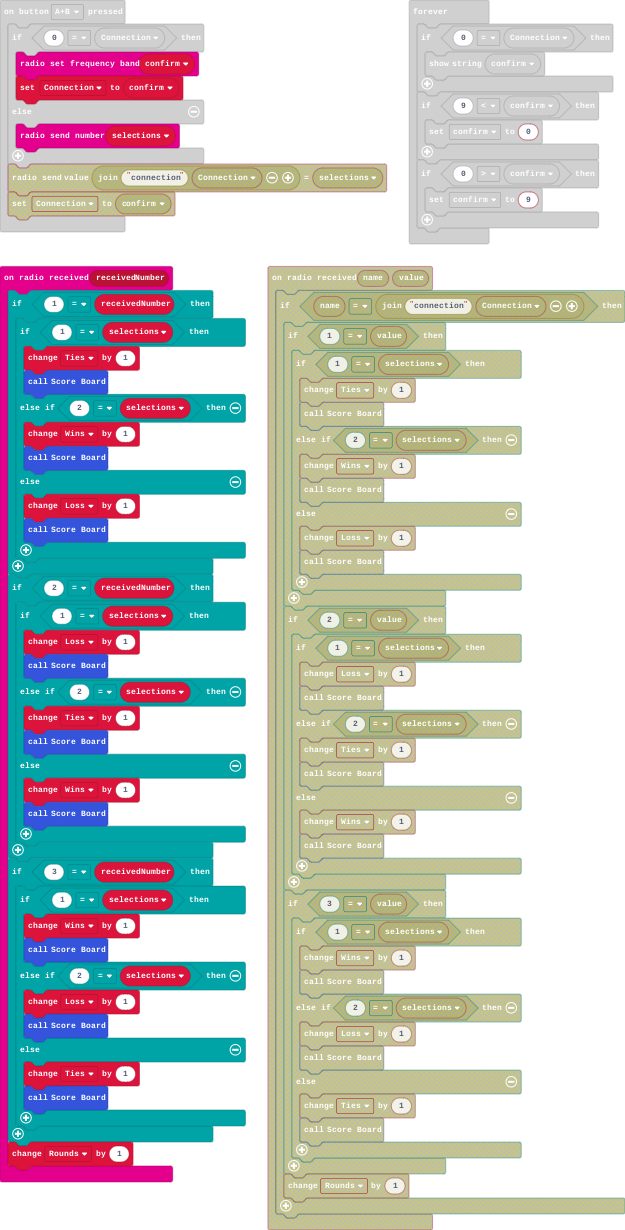 on button A+B pressed
if 0 = Connection then
radio set frequency band confirm
set Connection to confirm
else
radio send number selections
radio send value join "connection" Connection = selections
set Connection to confirm
forever
if 0 = Connection then
show string confirm
if 9 < confirm then
set confirm to 0
if 0 > confirm then
set confirm to 9
on radio received receivedNumber
if 1 = receivedNumber then
if 1 = selections then
change Ties by 1
call Score Board
else if 2 = selections then
change Wins by 1
call Score Board
else
change Loss by 1
call Score Board
if 2 = receivedNumber then
if 1 = selections then
change Loss by 1
call Score Board
else if 2 = selections then
change Ties by 1
call Score Board
else
change Wins by 1
call Score Board
if 3 = receivedNumber then
if 1 = selections then
change Wins by 1
call Score Board
else if 2 = selections then
change Loss by 1
call Score Board
else
change Ties by 1
call Score Board
change Rounds by 1
on radio received name value
if name = join "connection" Connection then
if 1 = value then
if 1 = selections then
change Ties by 1
call Score Board
else if 2 = selections then
change Wins by 1
call Score Board
else
change Loss by 1
call Score Board
if 2 = value then
if 1 = selections then
change Loss by 1
call Score Board
else if 2 = selections then
change Ties by 1
call Score Board
else
change Wins by 1
call Score Board
if 3 = value then
if 1 = selections then
change Wins by 1
call Score Board
else if 2 = selections then
change Loss by 1
call Score Board
else
change Ties by 1
call Score Board
change Rounds by 1